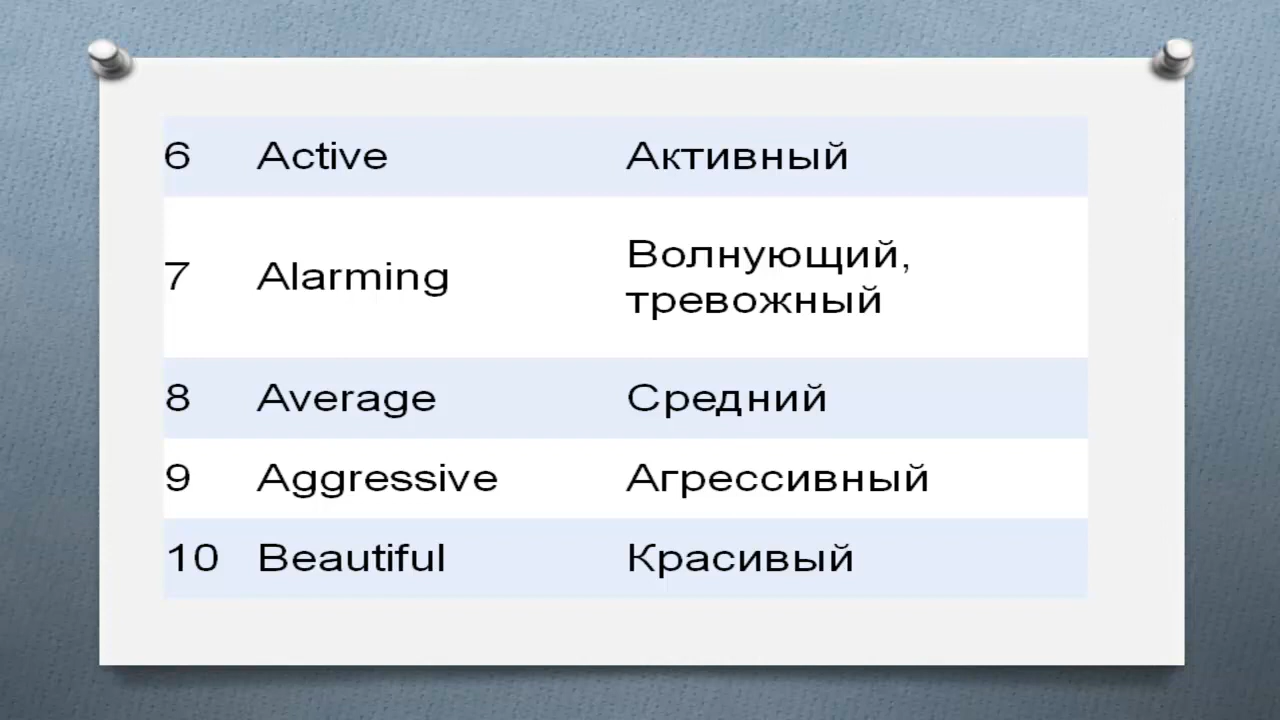 6 Active Активный
7 Alarming Волнующий,
тревожный
8 Average Средний
9 Aggressive Агрессивный
10 Beautiful Красивый